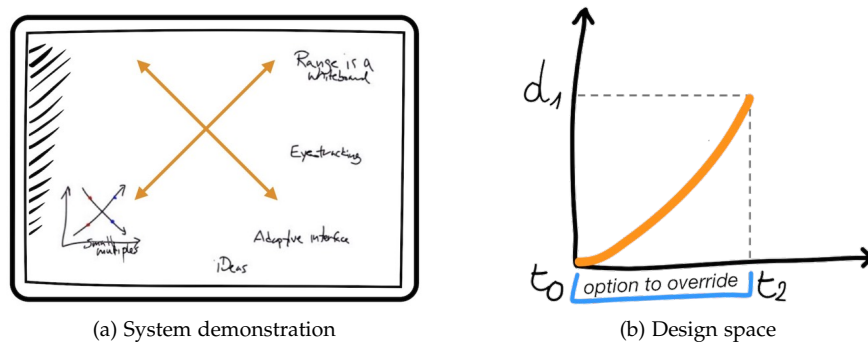 Range is a
whiteboard
Eyetracking
Small
multiples
Adaptive interface
iDeas
d1
t0
option to override
t2
(a) System demonstration
(b) Design space